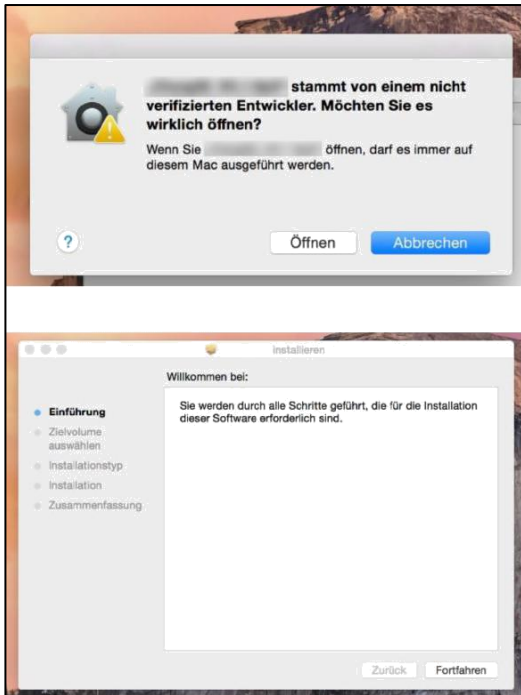 stammt von einem nicht
verifizierten Entwickler. Möchten Sie es
wirklich öffnen?
Wenn Sie öffnen, darf es immer auf
diesem Mac ausgeführt werden.
?
Öffnen
Abbrechen
installieren
Willkommen bei:
Einführung
Zielvolume
auswählen
Installationstyp
Installation
Zusammenfassung
Sie werden durch alle Schritte geführt, die für die Installation
dieser Software erforderlich sind.
Zurück
Fortfahren